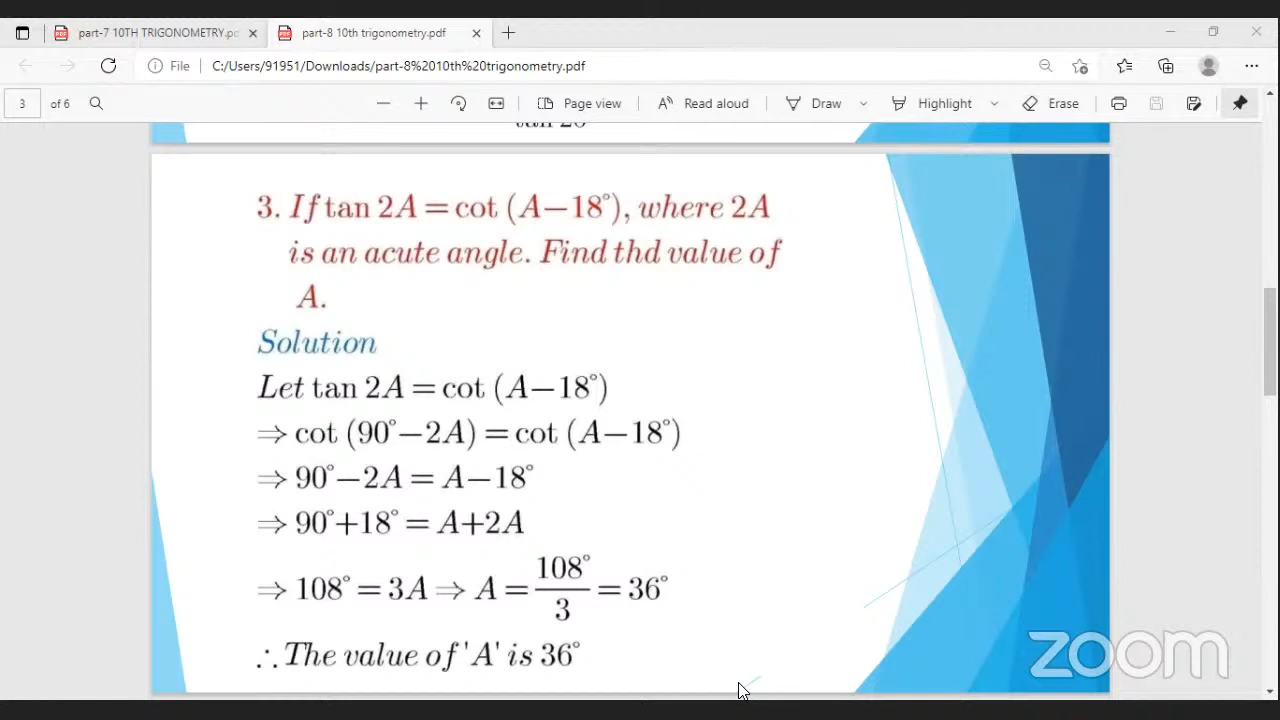 part-7 10TH TRIGONOMETRY.pd
part-8 10th trigonometry.pdf
File
C:/Users/91951/Downloads/part-8%2010th%20trigonometry.pdf
3 of 6
Page view
Read aloud
Draw
Highlight
Erase
3. If tan 2A = cot (A−18°), where 2A
is an acute angle. Find thd value of
A.
Solution
Let tan 2A = cot (A−18°)
⇒ cot (90°−2A) = cot (A−18°)
⇒ 90°−2A = A−18°
⇒ 90°+18° = A+2A
⇒ 108° = 3A ⇒ A = 108°/3 = 36°
∴ The value of 'A' is 36°
zoom